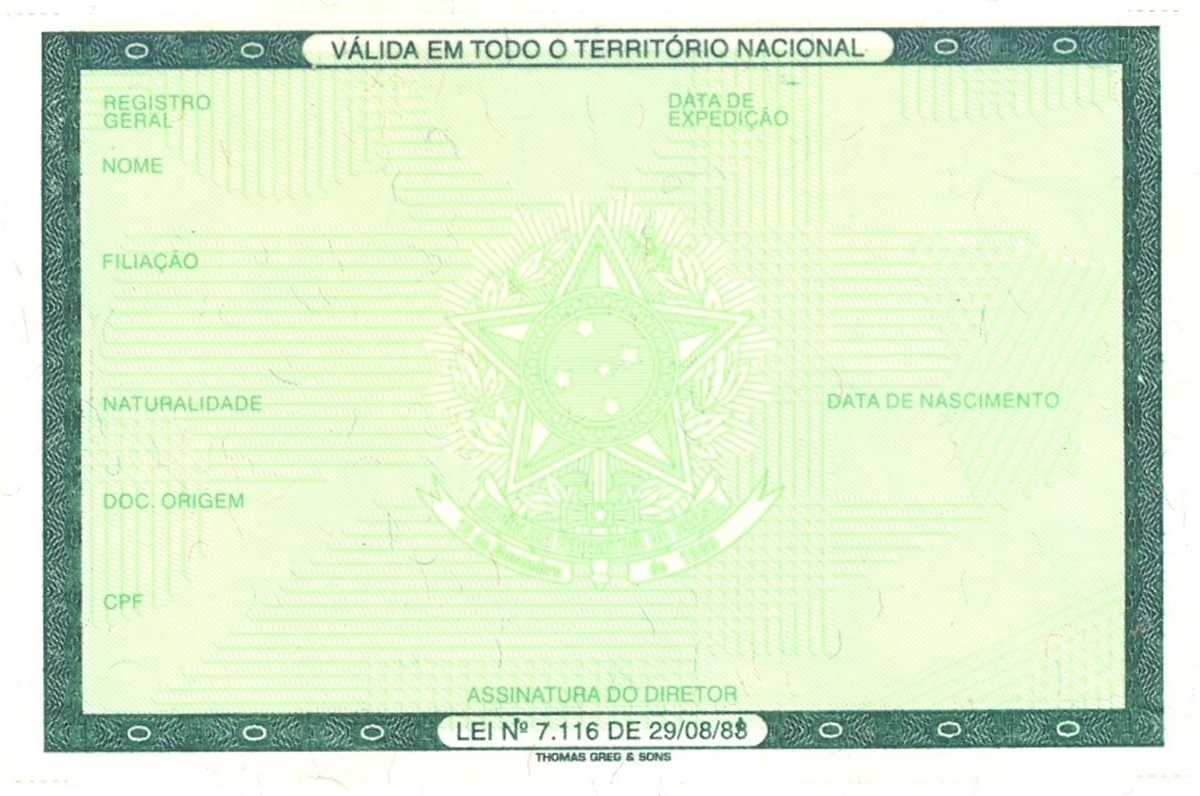 VÁLIDA EM TODO O TERRITÓRIO NACIONAL
REGISTRO
GERAL
DATA DE
EXPEDIÇÃO
NOME
FILIAÇÃO
NATURALIDADE
DATA DE NASCIMENTO
DOC. ORIGEM
CPF
ASSINATURA DO DIRETOR
LEI Nº 7.116 DE 29/08/83
THOMAS GREG & SONS